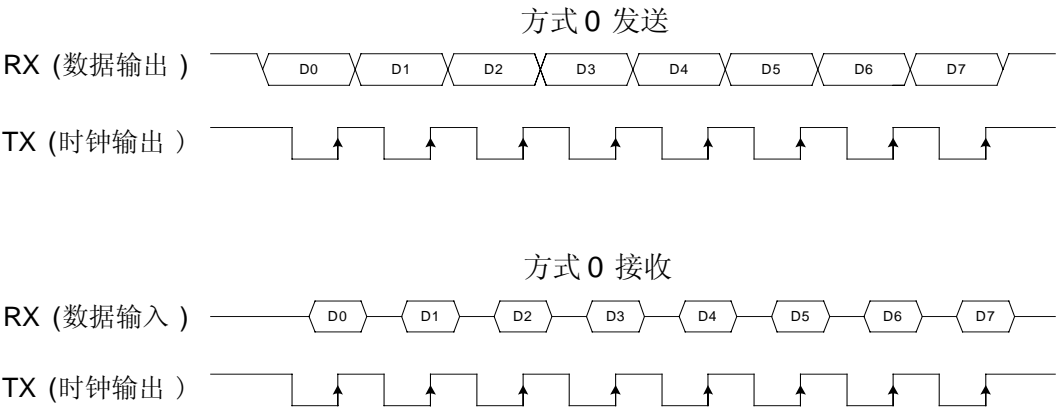 方式 0 发送
RX (数据输出 )
D0 D1 D2 D3 D4 D5 D6 D7
TX (时钟输出 )
方式 0 接收
RX (数据输入 )
D0 D1 D2 D3 D4 D5 D6 D7
TX (时钟输出 )